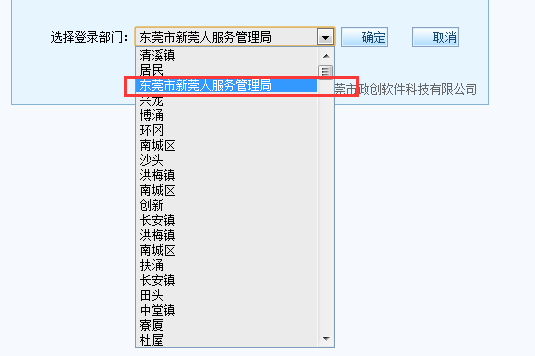 选择登录部门: 东莞市新莞人服务管理局 确定 取消
清溪镇
居民
东莞市新莞人服务管理局
莞市政创软件科技有限公司
兴龙
博涌
环冈
南城区
沙头
洪梅镇
南城区
创新
长安镇
洪梅镇
南城区
扶涌
长安镇
田头
中堂镇
寮厦
杜屋